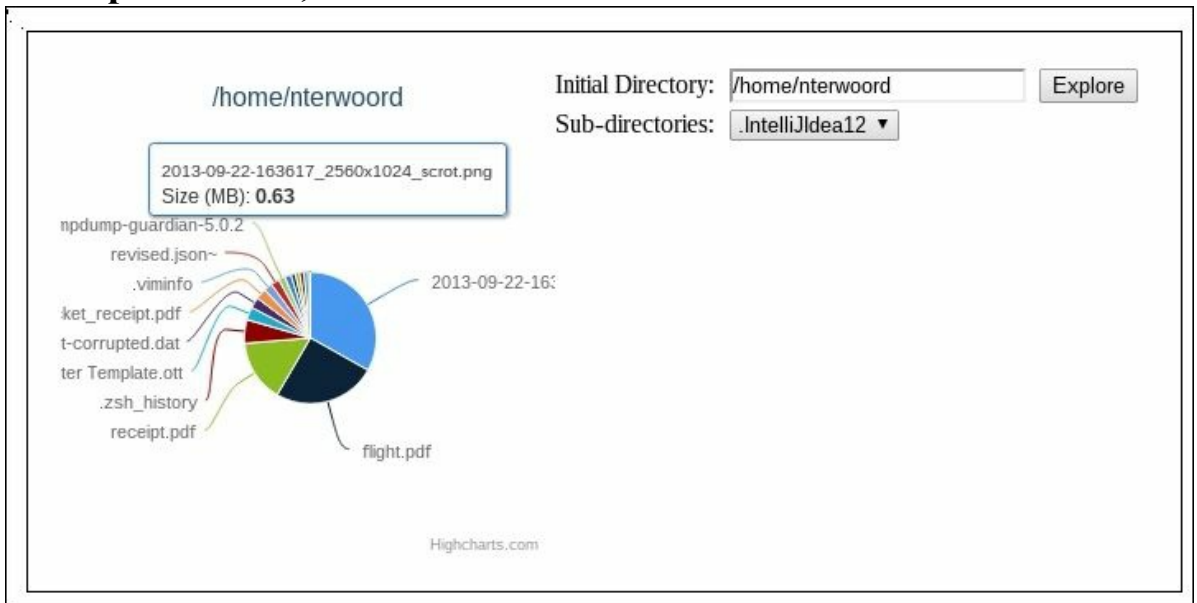 /home/nterwoord
Initial Directory: /home/nterwoord Explore
Sub-directories: .IntelliJIdea12 ▼
2013-09-22-163617_2560x1024_scrot.png
Size (MB): 0.63
mpdump-guardian-5.0.2
revised.json~
.viminfo
2013-09-22-163
ket_receipt.pdf
t-corrupted.dat
ter Template.ott
.zsh_history
receipt.pdf
flight.pdf
Highcharts.com